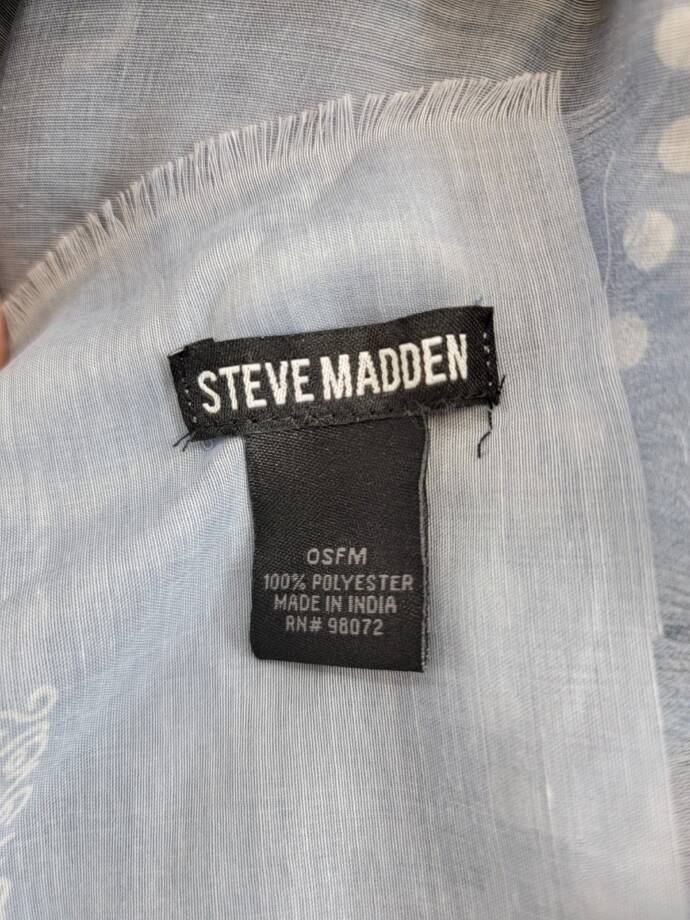 STEVE MADDEN
OSFM
100% POLYESTER
MADE IN INDIA
RN# 98072